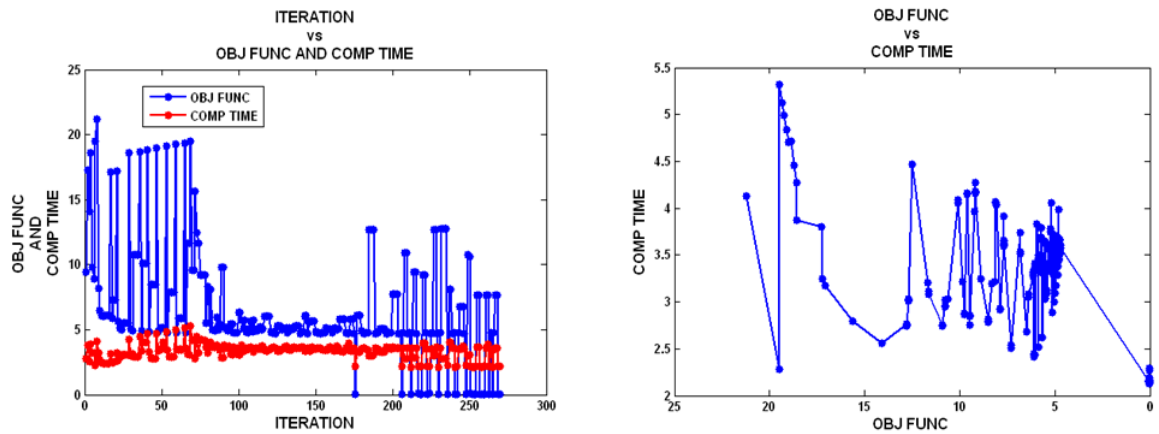 ITERATION
vs
OBJ FUNC AND COMP TIME
25
20
15
10
5
0
OBJ FUNC
AND
COMP TIME
OBJ FUNC
COMP TIME
0 50 100 150 200 250 300
ITERATION
OBJ FUNC
vs
COMP TIME
5.5
5
4.5
4
3.5
3
2.5
2
COMP TIME
25 20 15 10 5 0
OBJ FUNC